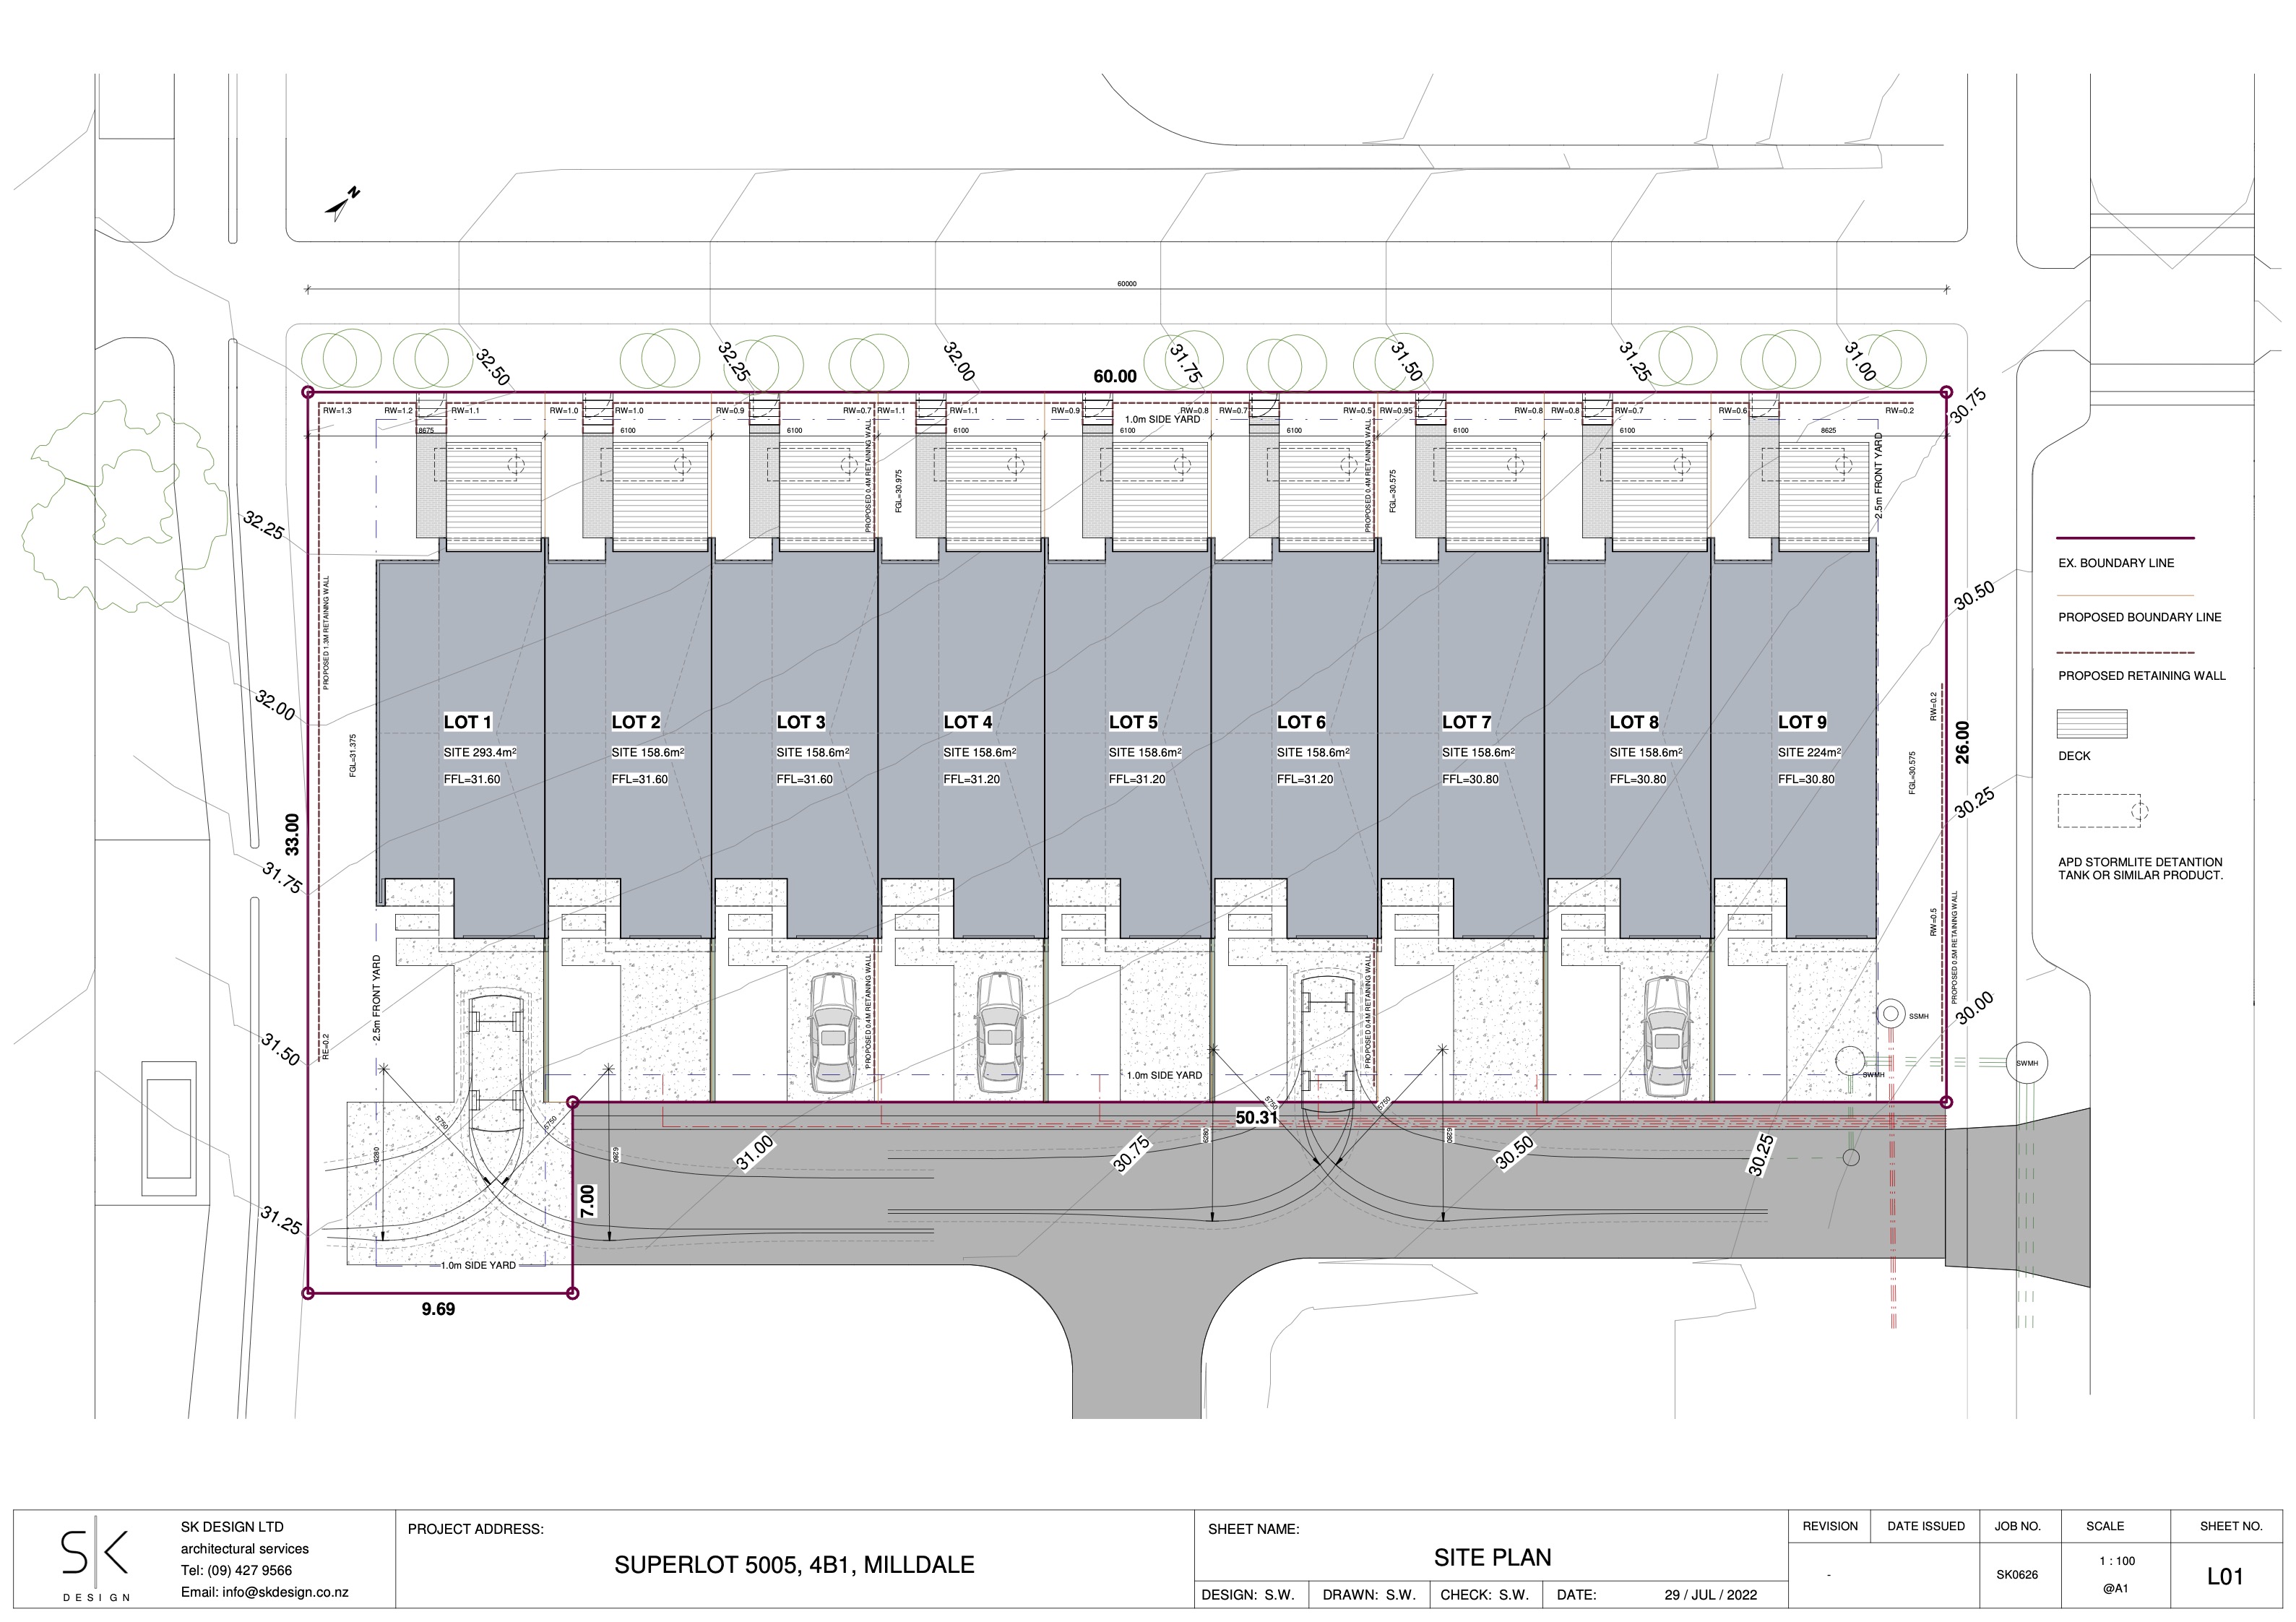 N
60000
32.50
32.25
32.00
31.75
31.50
31.25
31.00
30.75
60.00
RW=1.3
RW=1.2
RW=1.1
RW=1.0
RW=1.0
RW=0.9
RW=0.7
RW=1.1
RW=1.1
RW=0.9
1.0m SIDE YARD
RW=0.8
RW=0.7
RW=0.5
RW=0.95
RW=0.8
RW=0.8
RW=0.7
RW=0.6
RW=0.2
8675
6100
6100
6100
6100
6100
6100
6100
8625
PROPOSED 0.4M RETAINING WALL
FGL=30.975
PROPOSED 0.4M RETAINING WALL
FGL=30.575
2.5m FRONT YARD
32.25
32.00
31.75
31.50
31.25
33.00
PROPOSED 1.3M RETAINING WALL
FGL=31.375
RE=0.2
2.5m FRONT YARD
LOT 1
SITE 293.4m²
FFL=31.60
LOT 2
SITE 158.6m²
FFL=31.60
LOT 3
SITE 158.6m²
FFL=31.60
LOT 4
SITE 158.6m²
FFL=31.20
LOT 5
SITE 158.6m²
FFL=31.20
LOT 6
SITE 158.6m²
FFL=31.20
LOT 7
SITE 158.6m²
FFL=30.80
LOT 8
SITE 158.6m²
FFL=30.80
LOT 9
SITE 224m²
FFL=30.80
RW=0.2
FGL=30.575
26.00
RW=0.5
PROPOSED 0.5M RETAINING WALL
30.50
30.25
30.00
EX. BOUNDARY LINE
PROPOSED BOUNDARY LINE
PROPOSED RETAINING WALL
DECK
APD STORMLITE DETANTION
TANK OR SIMILAR PRODUCT.
PROPOSED 0.4M RETAINING WALL
PROPOSED 0.4M RETAINING WALL
SSMH
SWMH
SWMH
1.0m SIDE YARD
5750
5750
6280
6280
5750
5750
6280
6280
50.31
31.00
30.75
30.50
30.25
7.00
1.0m SIDE YARD
9.69
SK
DESIGN
SK DESIGN LTD
architectural services
Tel: (09) 427 9566
Email: info@skdesign.co.nz
PROJECT ADDRESS:
SUPERLOT 5005, 4B1, MILLDALE
SHEET NAME:
SITE PLAN
DESIGN: S.W.
DRAWN: S.W.
CHECK: S.W.
DATE:
29 / JUL / 2022
REVISION
-
DATE ISSUED
JOB NO.
SK0626
SCALE
1 : 100
@A1
SHEET NO.
L01